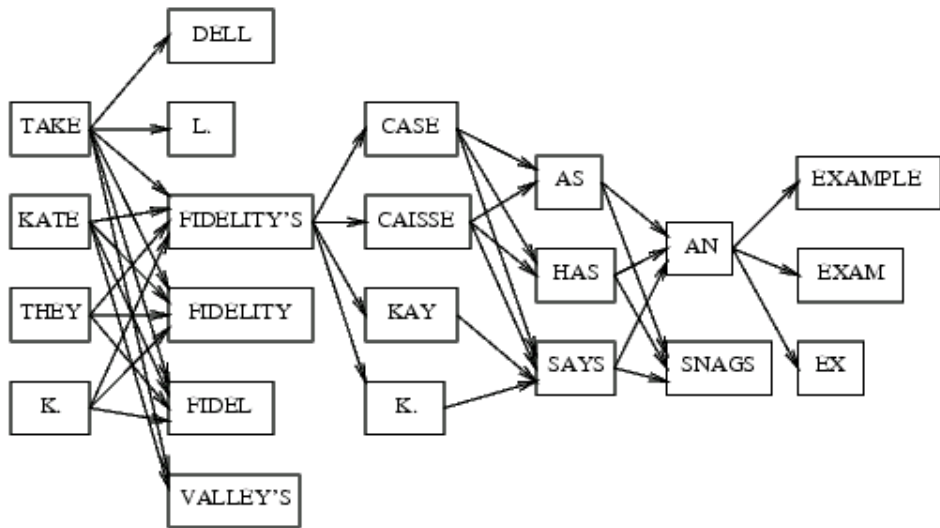 DELL
TAKE L. CASE
AS EXAMPLE
KATE FIDELITY'S CAISSE
AN
HAS EXAM
THEY FIDELITY KAY
SAYS SNAGS EX
K. FIDEL K.
VALLEY'S